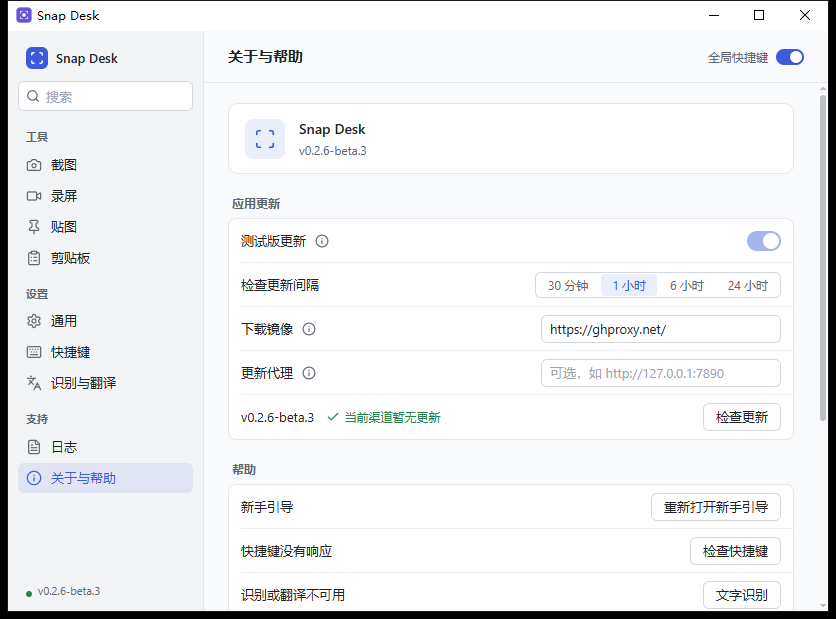 Snap Desk
Snap Desk
搜索
工具
截图
录屏
贴图
剪贴板
设置
通用
快捷键
识别与翻译
支持
日志
关于与帮助
v0.2.6-beta.3
关于与帮助
全局快捷键
Snap Desk
v0.2.6-beta.3
应用更新
测试版更新
检查更新间隔
30 分钟 1 小时 6 小时 24 小时
下载镜像
https://ghproxy.net/
更新代理
可选，如 http://127.0.0.1:7890
v0.2.6-beta.3 当前渠道暂无更新
检查更新
帮助
新手引导
重新打开新手引导
快捷键没有响应
检查快捷键
识别或翻译不可用
文字识别